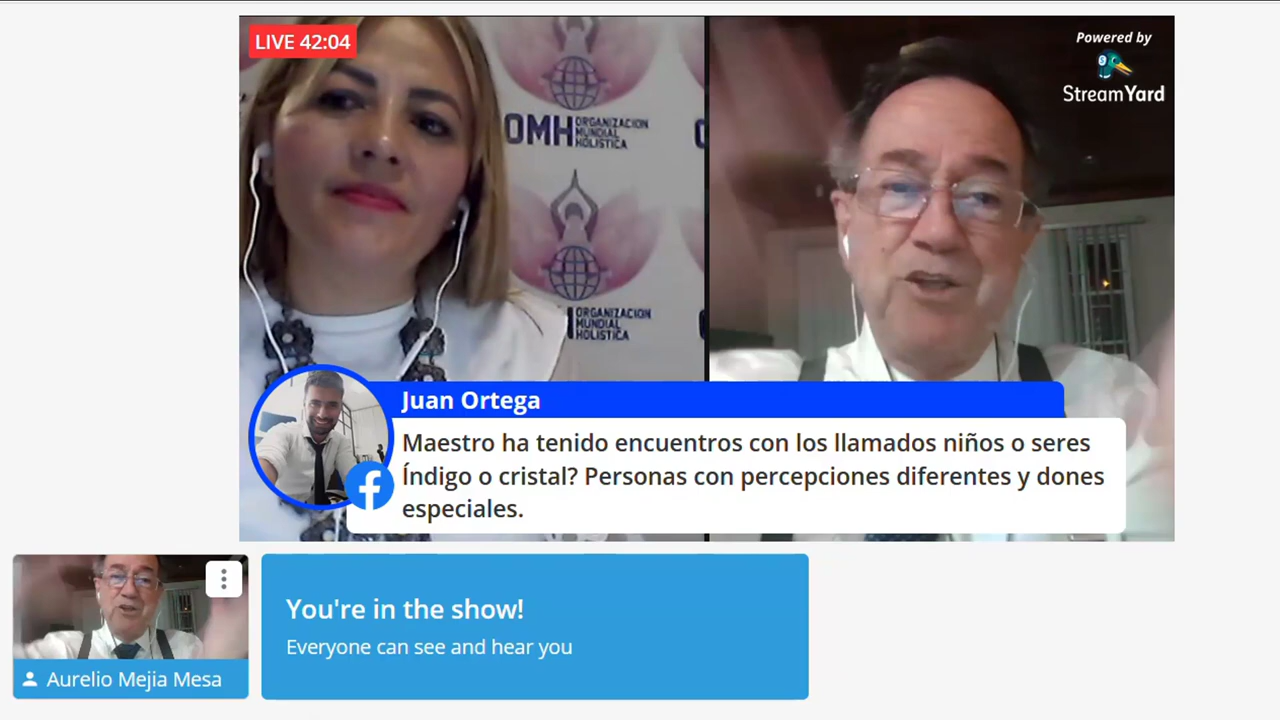 LIVE 42:04
Powered by
StreamYard
OMH ORGANIZACION
MUNDIAL
HOLISTICA
ORGANIZACION
MUNDIAL
HOLISTICA
Juan Ortega
Maestro ha tenido encuentros con los llamados niños o seres
Índigo o cristal? Personas con percepciones diferentes y dones
especiales.
You're in the show!
Everyone can see and hear you
Aurelio Mejia Mesa